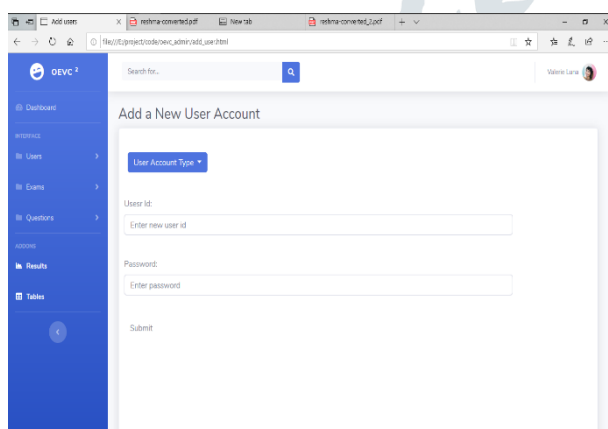 Add users
reshma-converted.pdf
New tab
reshma-converted_2.pdf
file:///E:/project/code/oevc_admin/add_user.html
OEVC 2
Search for...
Valerie Luna
Dashboard
Add a New User Account
INTERFACE
Users
User Account Type
Exams
Usesr Id:
Questions
Enter new user id
ADDONS
Results
Password:
Enter password
Tables
Submit